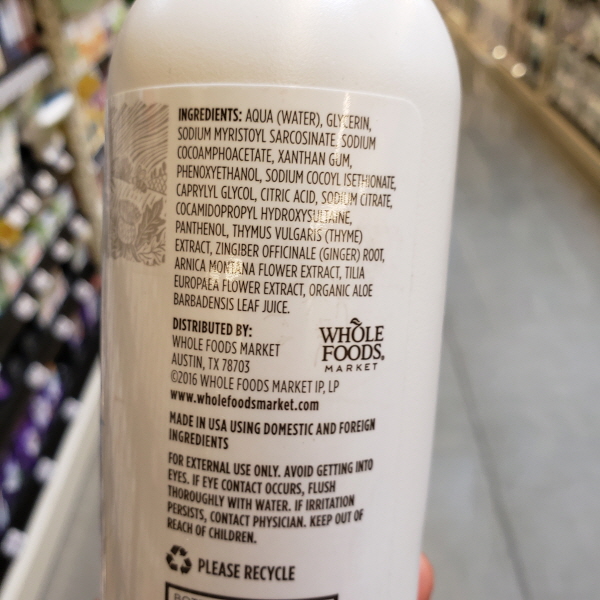 INGREDIENTS: AQUA (WATER), GLYCERIN,
SODIUM MYRISTOYL SARCOSINATE, SODIUM
COCOAMPHOACETATE, XANTHAN GUM,
PHENOXYETHANOL, SODIUM COCOYL ISETHIONATE,
CAPRYLYL GLYCOL, CITRIC ACID, SODIUM CITRATE,
COCAMIDOPROPYL HYDROXYSULTAINE,
PANTHENOL, THYMUS VULGARIS (THYME)
EXTRACT, ZINGIBER OFFICINALE (GINGER) ROOT,
ARNICA MONTANA FLOWER EXTRACT, TILIA
EUROPAEA FLOWER EXTRACT, ORGANIC ALOE
BARBADENSIS LEAF JUICE.
DISTRIBUTED BY:
WHOLE FOODS MARKET
AUSTIN, TX 78703
©2016 WHOLE FOODS MARKET IP, LP
www.wholefoodsmarket.com
WHOLE
FOODS
MARKET
MADE IN USA USING DOMESTIC AND FOREIGN
INGREDIENTS
FOR EXTERNAL USE ONLY. AVOID GETTING INTO
EYES. IF EYE CONTACT OCCURS, FLUSH
THOROUGHLY WITH WATER. IF IRRITATION
PERSISTS, CONTACT PHYSICIAN. KEEP OUT OF
REACH OF CHILDREN.
PLEASE RECYCLE